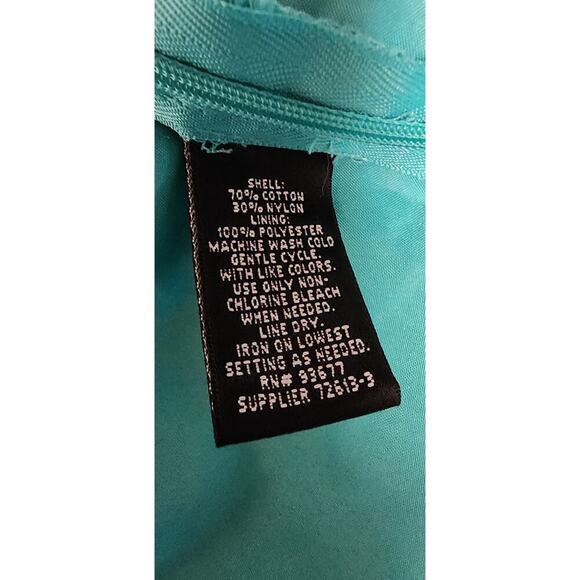 SHELL:
70% COTTON
30% NYLON
LINING:
100% POLYESTER
MACHINE WASH COLD
GENTLE CYCLE.
WITH LIKE COLORS.
USE ONLY NON-
CHLORINE BLEACH
WHEN NEEDED.
LINE DRY.
IRON ON LOWEST
SETTING AS NEEDED.
RN# 93677
SUPPLIER 72613-3